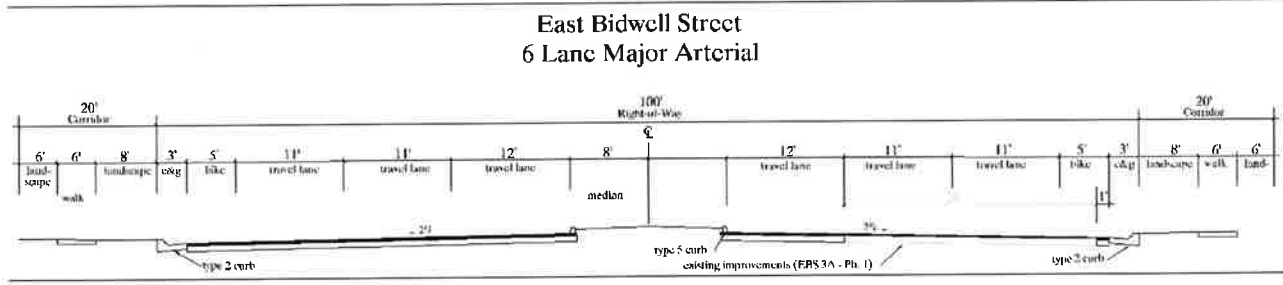 East Bidwell Street
6 Lane Major Arterial
20' 100' 20'
Corridor Right-of-Way Corridor
℄
6' 6' 8' 3' 5' 11' 11' 12' 8' 12' 11' 11' 5' 3' 8' 6' 6'
land- landscape c&g bike travel lane travel lane travel lane travel lane travel lane travel lane bike c&g landscape walk land-
scape
walk median 1'
2% 2%
type 2 curb type 5 curb existing improvements (EBS 3A - Ph. 1) type 2 curb